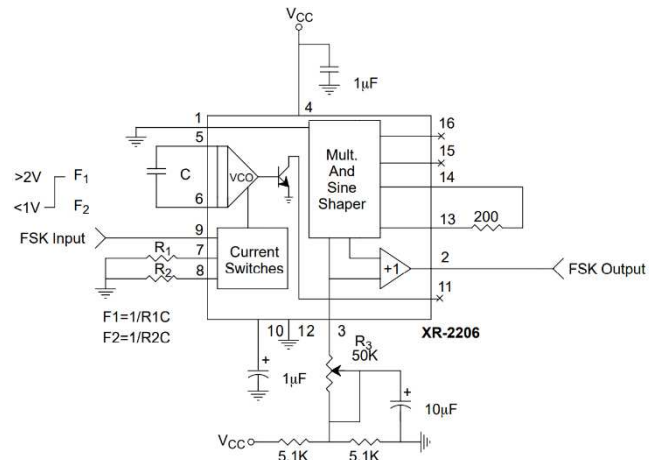 VCC
1μF
4
1
16
5
15
Mult.
And
Sine
Shaper
>2V F1
C
VCO
14
<1V F2
6
13
200
FSK Input
9
R1
7
Current
Switches
2
FSK Output
+1
R2
8
11
F1=1/R1C
F2=1/R2C
10
12
3
XR-2206
R3
50K
1μF
+
+
10μF
VCC
5.1K
5.1K